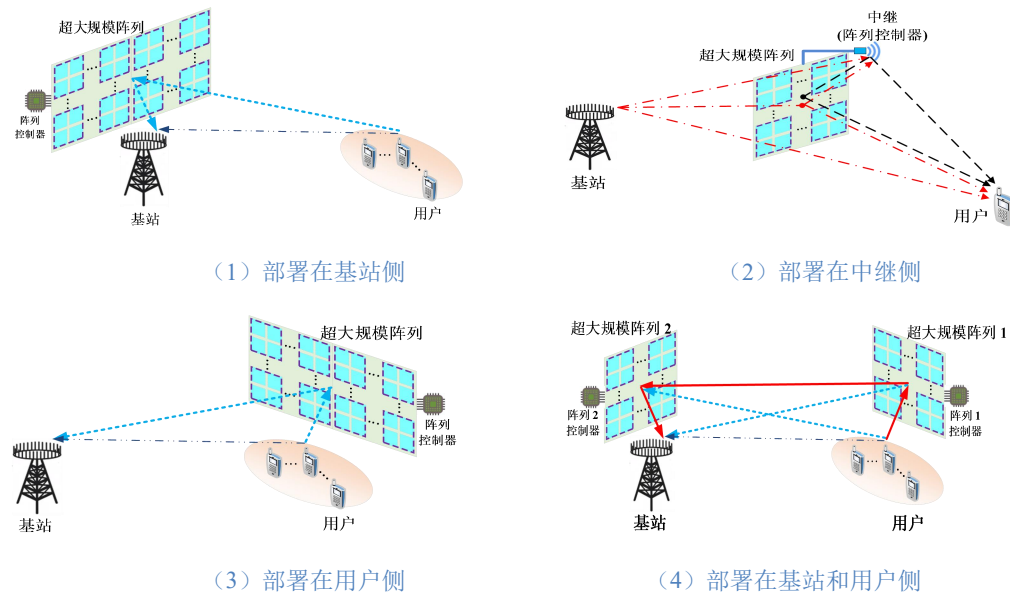 超大规模阵列
阵列
控制器
基站
用户
（1）部署在基站侧
中继
(阵列控制器)
超大规模阵列
基站
用户
（2）部署在中继侧
超大规模阵列
阵列
控制器
基站
用户
（3）部署在用户侧
超大规模阵列 2
超大规模阵列 1
阵列 2
控制器
阵列 1
控制器
基站
用户
（4）部署在基站和用户侧